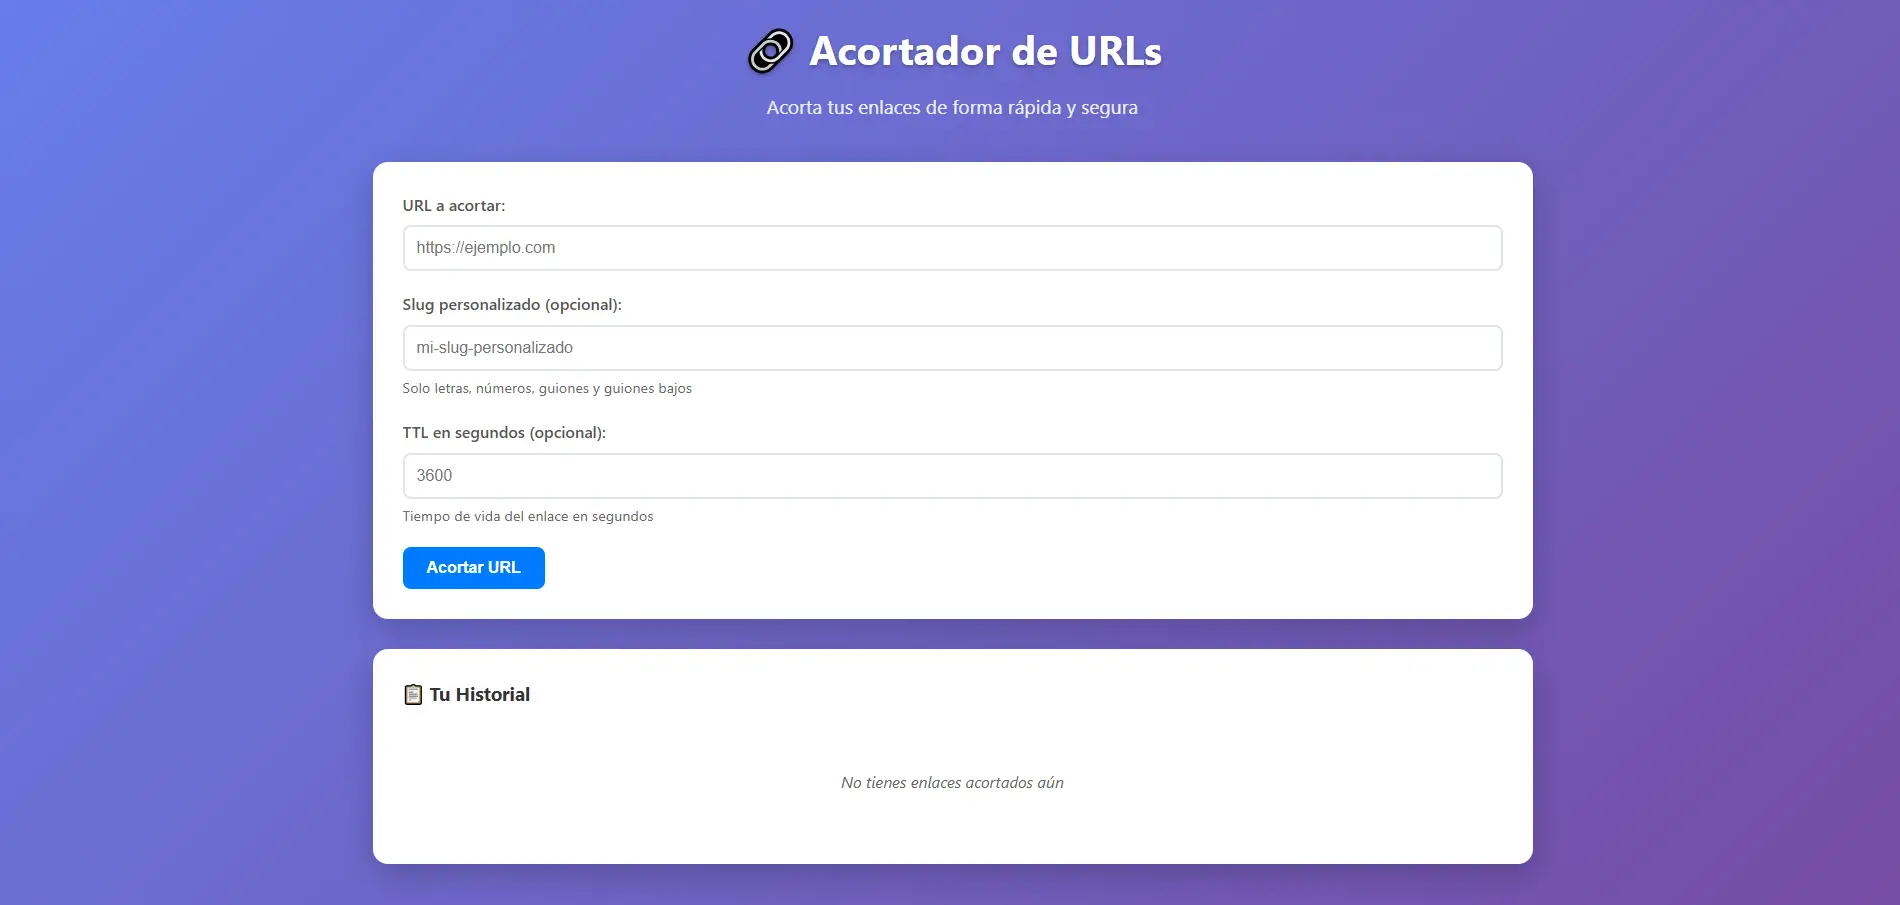 Acortador de URLs
Acorta tus enlaces de forma rápida y segura
URL a acortar:
https://ejemplo.com
Slug personalizado (opcional):
mi-slug-personalizado
Solo letras, números, guiones y guiones bajos
TTL en segundos (opcional):
3600
Tiempo de vida del enlace en segundos
Acortar URL
Tu Historial
No tienes enlaces acortados aún